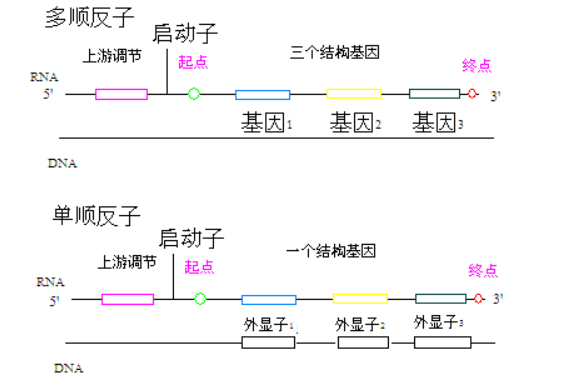 多顺反子
启动子
上游调节
起点
三个结构基因
终点
RNA
5'
3'
基因1
基因2
基因3
DNA
单顺反子
启动子
上游调节
起点
一个结构基因
终点
RNA
5'
3'
外显子1
外显子2
外显子3
DNA